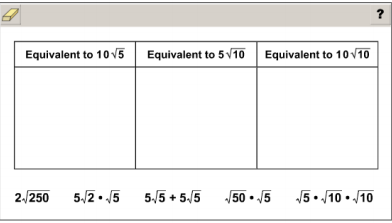 ?
Equivalent to 10√5 Equivalent to 5√10 Equivalent to 10√10
2√250 5√2 • √5 5√5 + 5√5 √50 • √5 √5 • √10 • √10